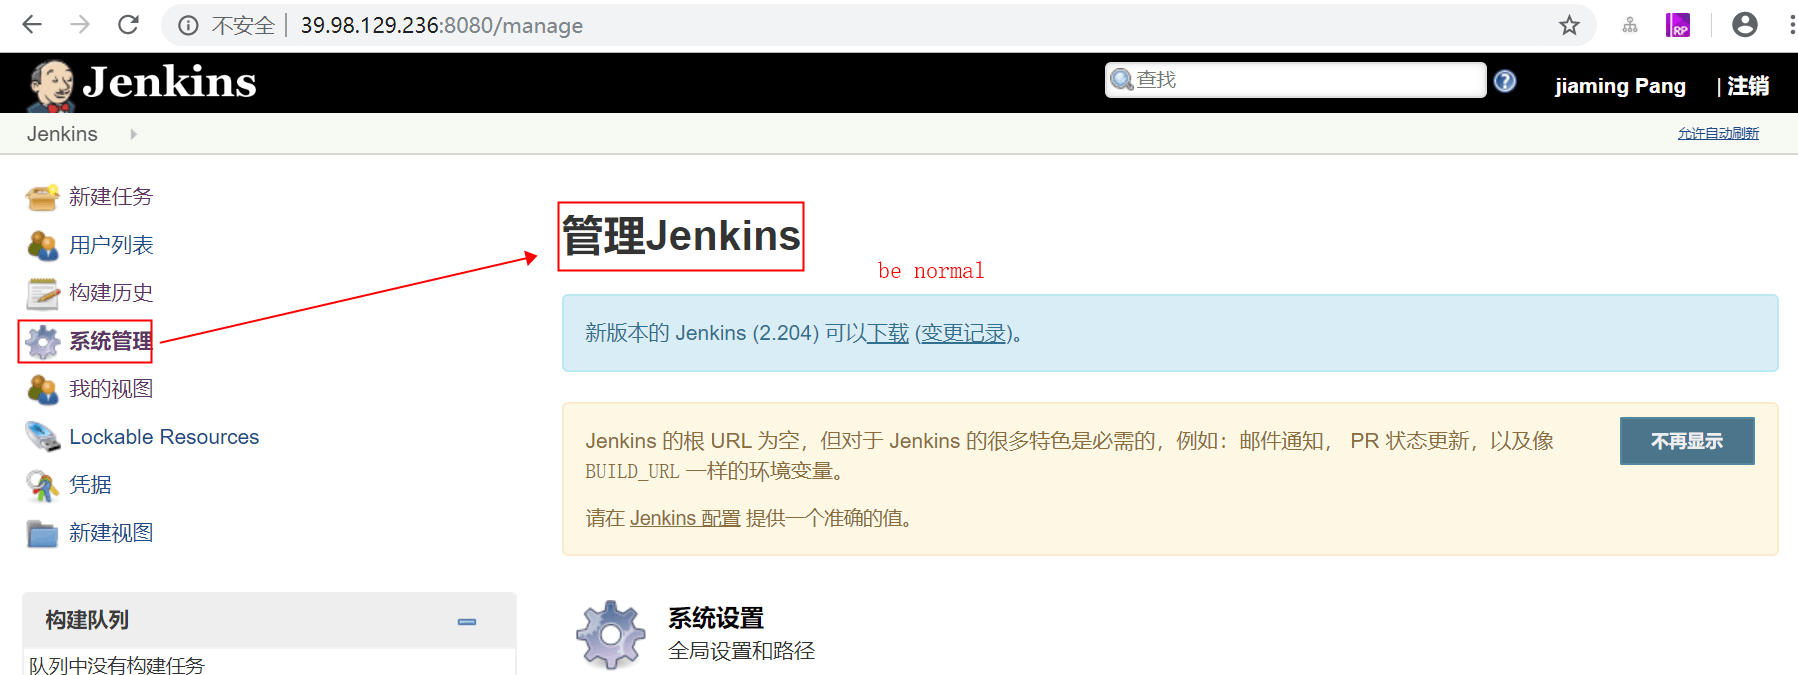 不安全 39.98.129.236:8080/manage
RP
Jenkins
查找
? jiaming Pang | 注销
Jenkins
允许自动刷新
新建任务
用户列表
构建历史
系统管理
我的视图
Lockable Resources
凭据
新建视图
构建队列
队列中没有构建任务
管理Jenkins
be normal
新版本的 Jenkins (2.204) 可以下载 (变更记录)。
Jenkins 的根 URL 为空，但对于 Jenkins 的很多特色是必需的，例如：邮件通知， PR 状态更新，以及像
BUILD_URL 一样的环境变量。
请在 Jenkins 配置 提供一个准确的值。
不再显示
系统设置
全局设置和路径